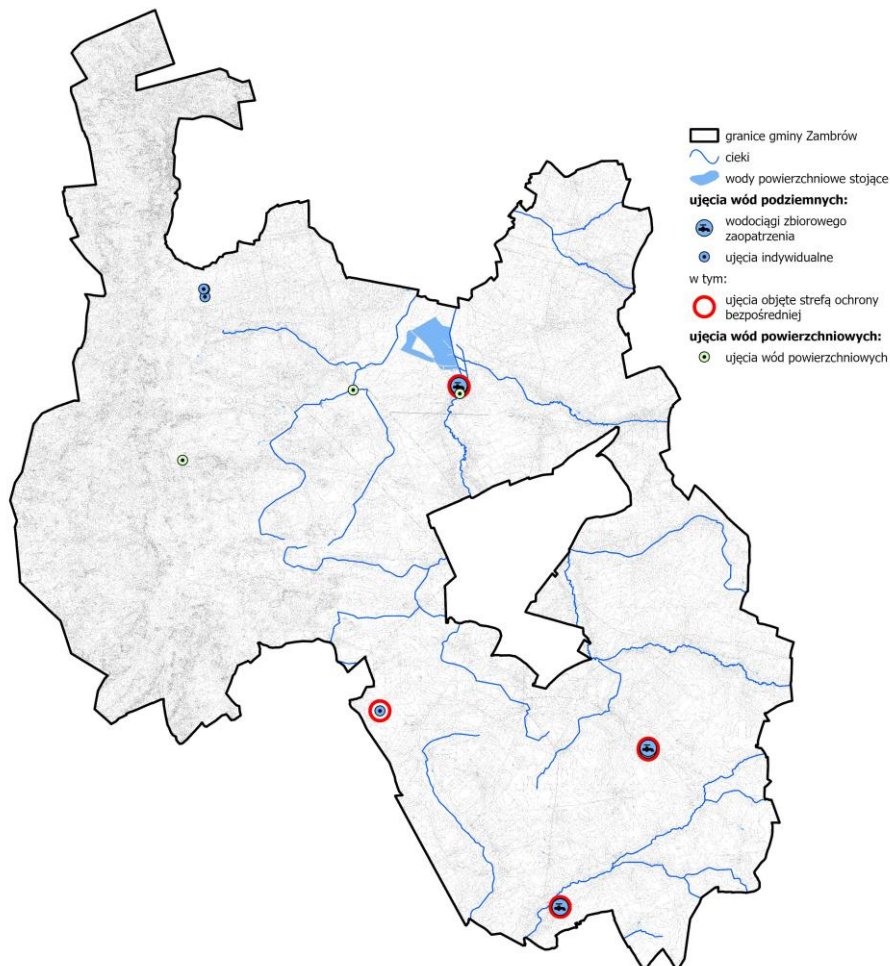 granice gminy Zambrów
cieki
wody powierzchniowe stojące
ujęcia wód podziemnych:
wodociągi zbiorowego
zaopatrzenia
ujęcia indywidualne
w tym:
ujęcia objęte strefą ochrony
bezpośredniej
ujęcia wód powierzchniowych:
ujęcia wód powierzchniowych